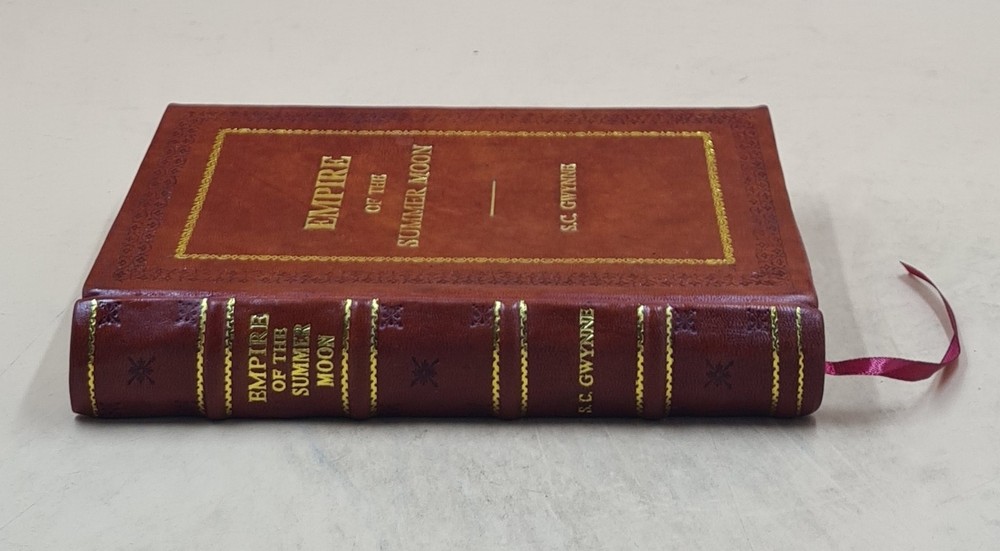 EMPIRE
OF THE
SUMMER MOON
S.C. GWYNNE
EMPIRE
OF THE
SUMMER
MOON
S.C. GWYNNE